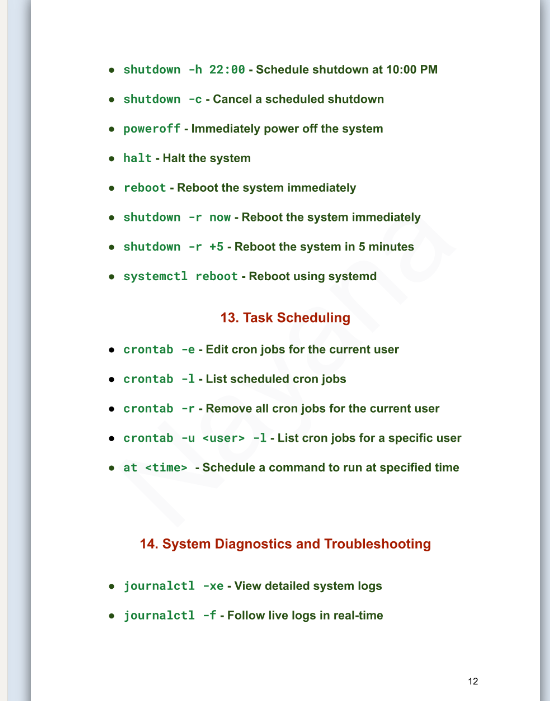 ● shutdown -h 22:00 - Schedule shutdown at 10:00 PM
● shutdown -c - Cancel a scheduled shutdown
● poweroff - Immediately power off the system
● halt - Halt the system
● reboot - Reboot the system immediately
● shutdown -r now - Reboot the system immediately
● shutdown -r +5 - Reboot the system in 5 minutes
● systemctl reboot - Reboot using systemd
13. Task Scheduling
● crontab -e - Edit cron jobs for the current user
● crontab -l - List scheduled cron jobs
● crontab -r - Remove all cron jobs for the current user
● crontab -u <user> -l - List cron jobs for a specific user
● at <time> - Schedule a command to run at specified time
14. System Diagnostics and Troubleshooting
● journalctl -xe - View detailed system logs
● journalctl -f - Follow live logs in real-time
12
Nayana